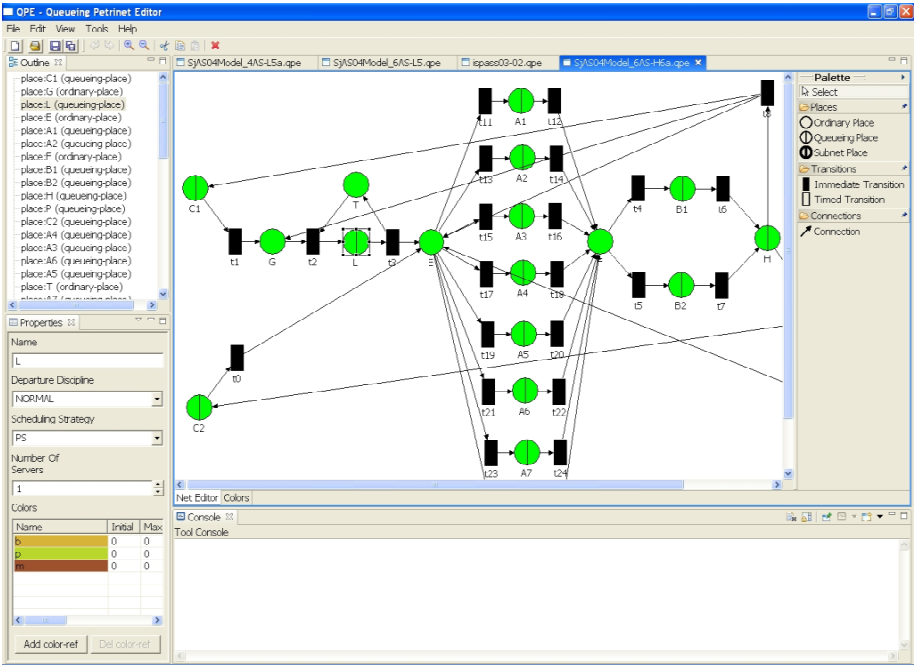 QPE - Queueing Petrinet Editor
File Edit View Tools Help
Outline
place:C1 (queueing-place)
place:G (ordinary-place)
place:L (queueing-place)
place:E (ordinary-place)
place:A1 (queueing-place)
place:A2 (queueing-place)
place:F (ordinary-place)
place:B1 (queueing-place)
place:B2 (queueing-place)
place:H (queueing-place)
place:P (queueing-place)
place:C2 (queueing-place)
place:A4 (queueing-place)
place:A3 (queueing-place)
place:A6 (queueing-place)
place:A5 (queueing-place)
place:T (ordinary-place)
place:A7 (queueing-place)
Properties
Name
L
Departure Discipline
NORMAL
Scheduling Strategy
PS
Number Of
Servers
1
Colors
Name Initial Max
b 0 0
p 0 0
m 0 0
Add color-ref Del color-ref
SjAS04Model_4AS-L5a.qpe SjAS04Model_6AS-L5.qpe ispass03-02.qpe SjAS04Model_6AS-H6a.qpe
t11 A1 t12
t8
t13 A2 t14
C1 T t4 B1 t6
t15 A3 t16
t1 G t2 L t3 E H
t17 A4 t18
t5 B2 t7
t19 A5 t20
t0
t21 A6 t22
C2
t23 A7 t24
Net Editor Colors
Palette
Select
Places
Ordinary Place
Queueing Place
Subnet Place
Transitions
Immediate Transition
Timed Transition
Connections
Connection
Console
Tool Console